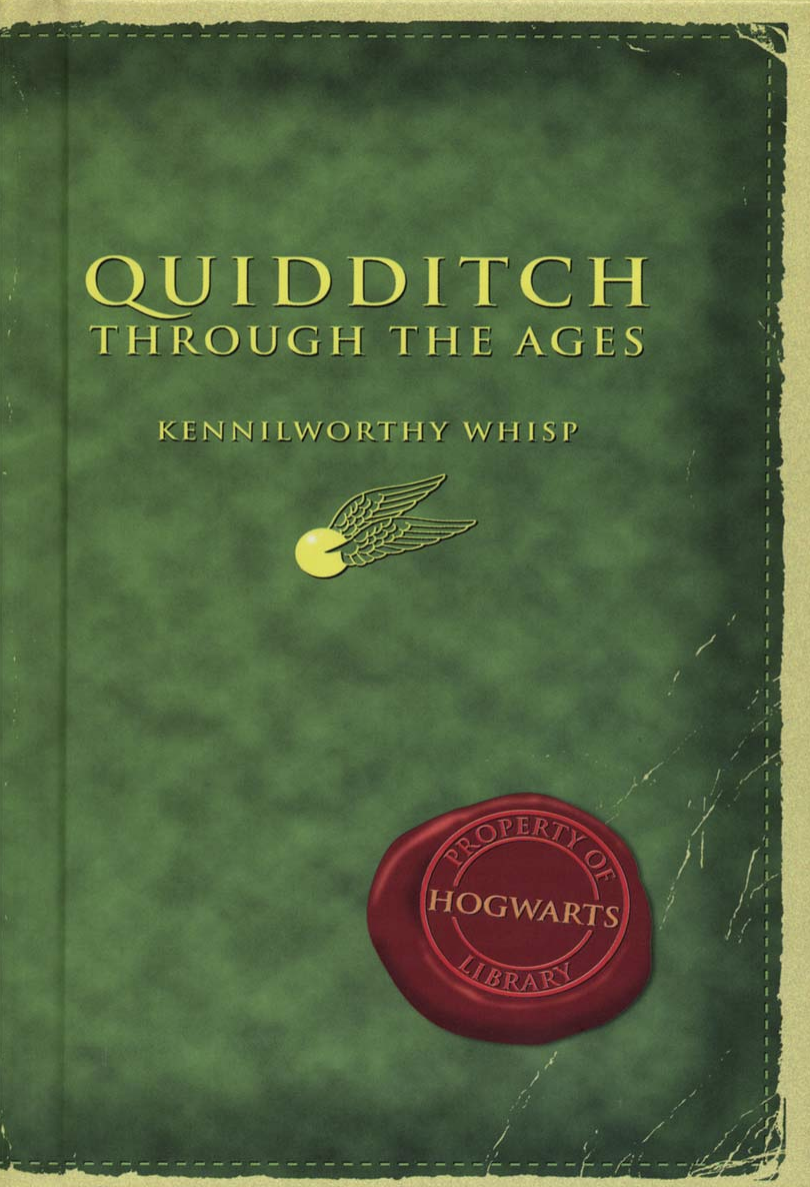 QUIDDITCH
THROUGH THE AGES
KENNILWORTHY WHISP
PROPERTY OF
HOGWARTS
LIBRARY